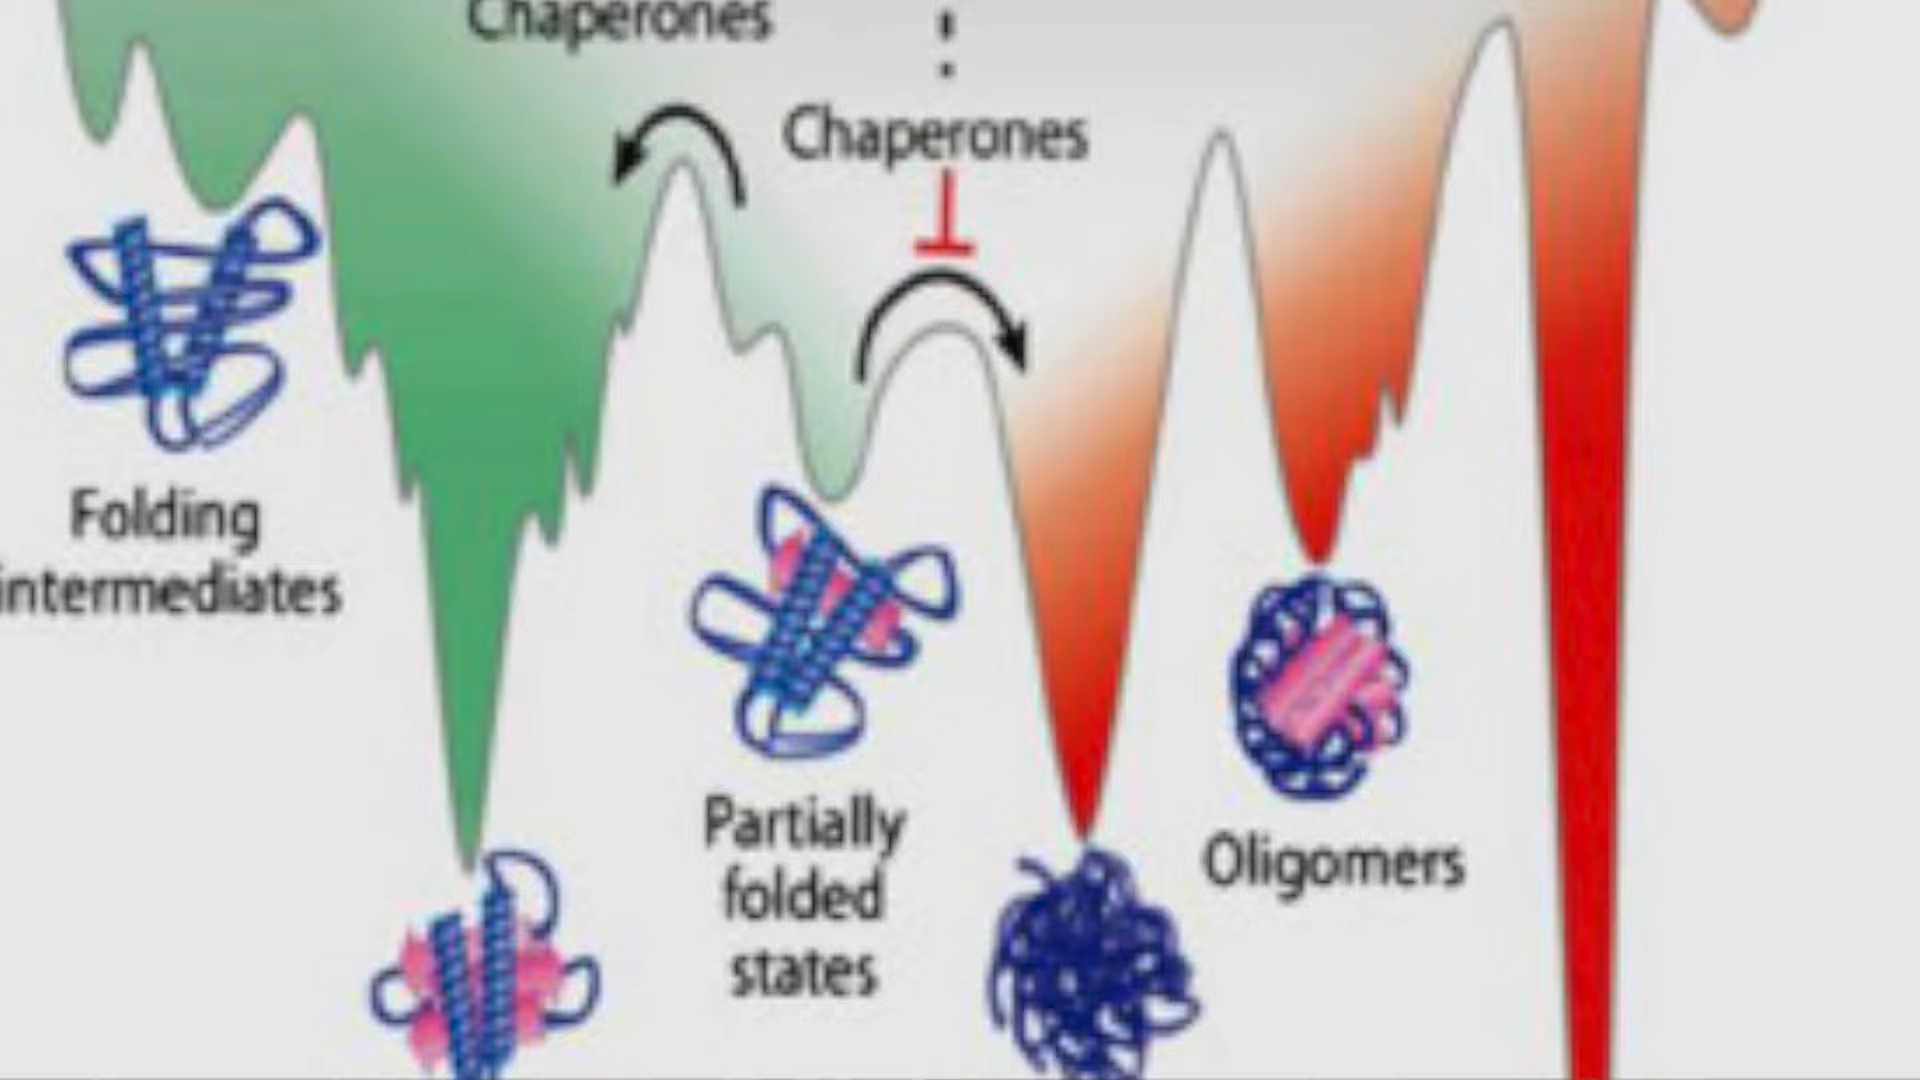 Chaperones
Chaperones
Folding
intermediates
Partially
folded
states
Oligomers